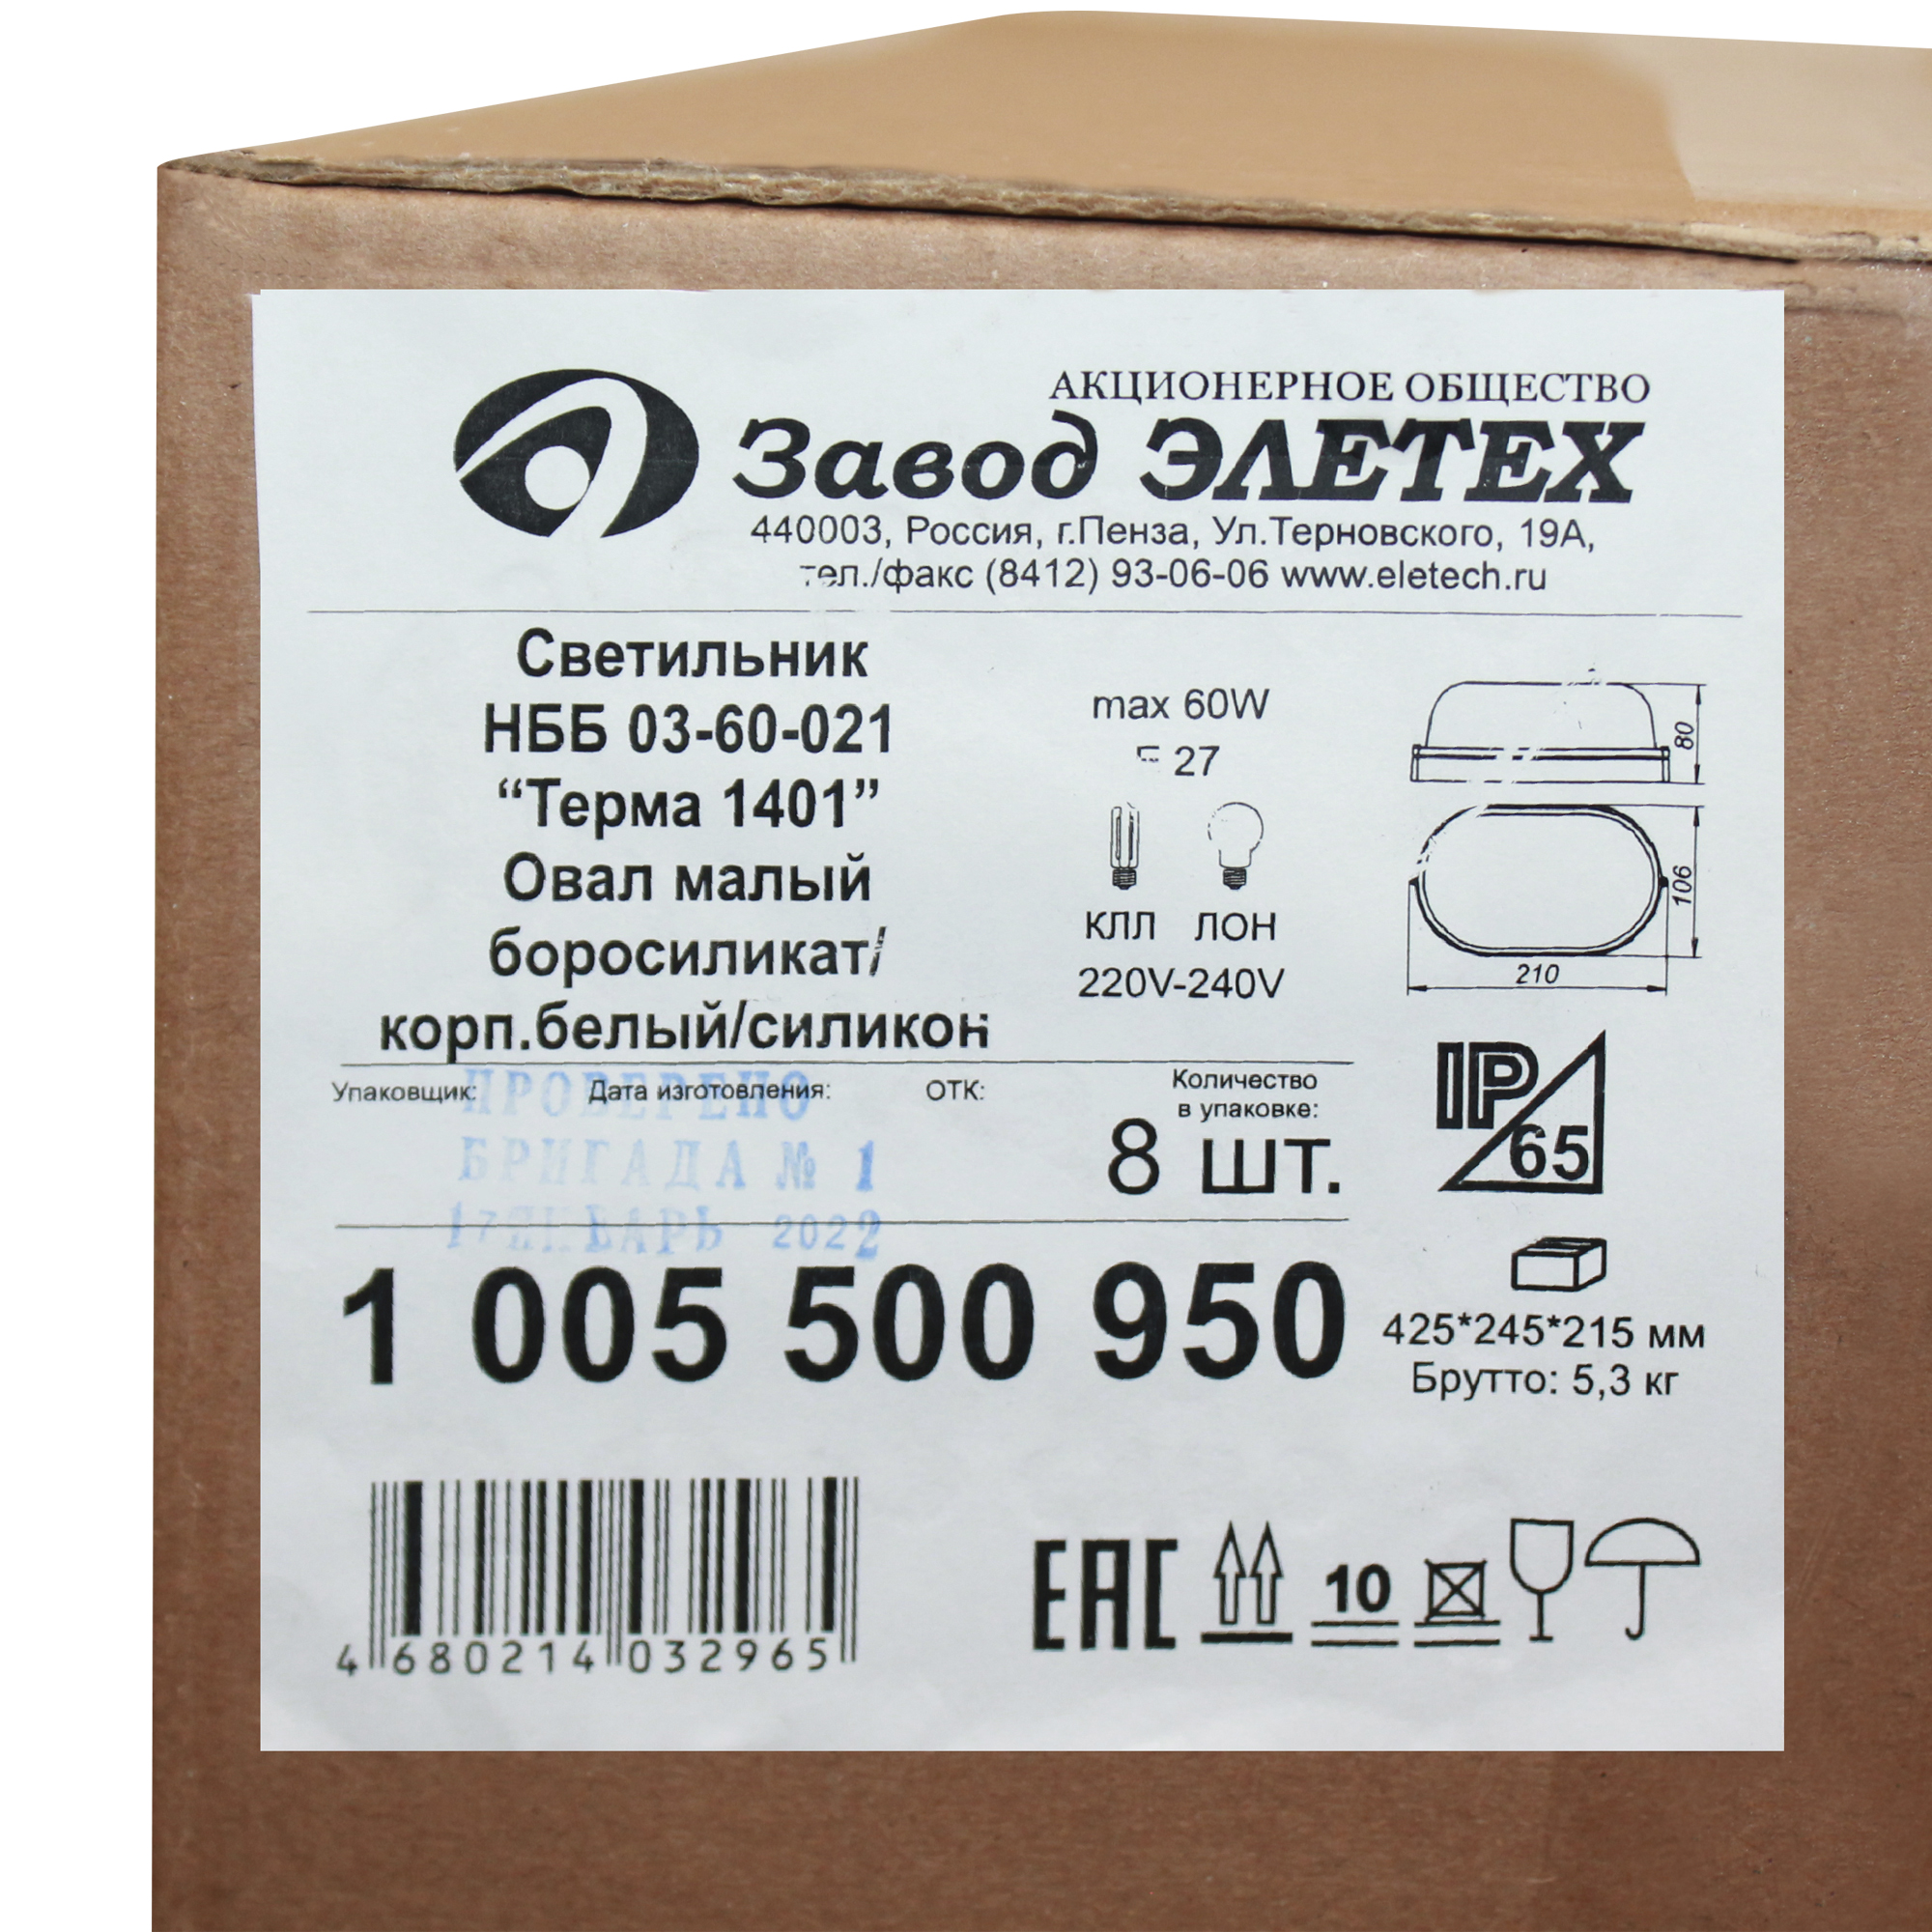 АКЦИОНЕРНОЕ ОБЩЕСТВО
Завод ЭЛЕТЕХ
440003, Россия, г.Пенза, Ул.Терновского, 19А,
тел./факс (8412) 93-06-06 www.eletech.ru
Светильник
НББ 03-60-021
“Терма 1401”
Овал малый
боросиликат/
корп.белый/силикон
max 60W
E 27
КЛЛ ЛОН
220V-240V
80
106
210
Упаковщик: Дата изготовления: ОТК:
Количество
в упаковке:
8 шт.
ПРОВЕРЕНО
БРИГАДА № 1
17 ЯНВАРЬ 2022
IP 65
1 005 500 950
425*245*215 мм
Брутто: 5,3 кг
4 680214 032965
EAC 10